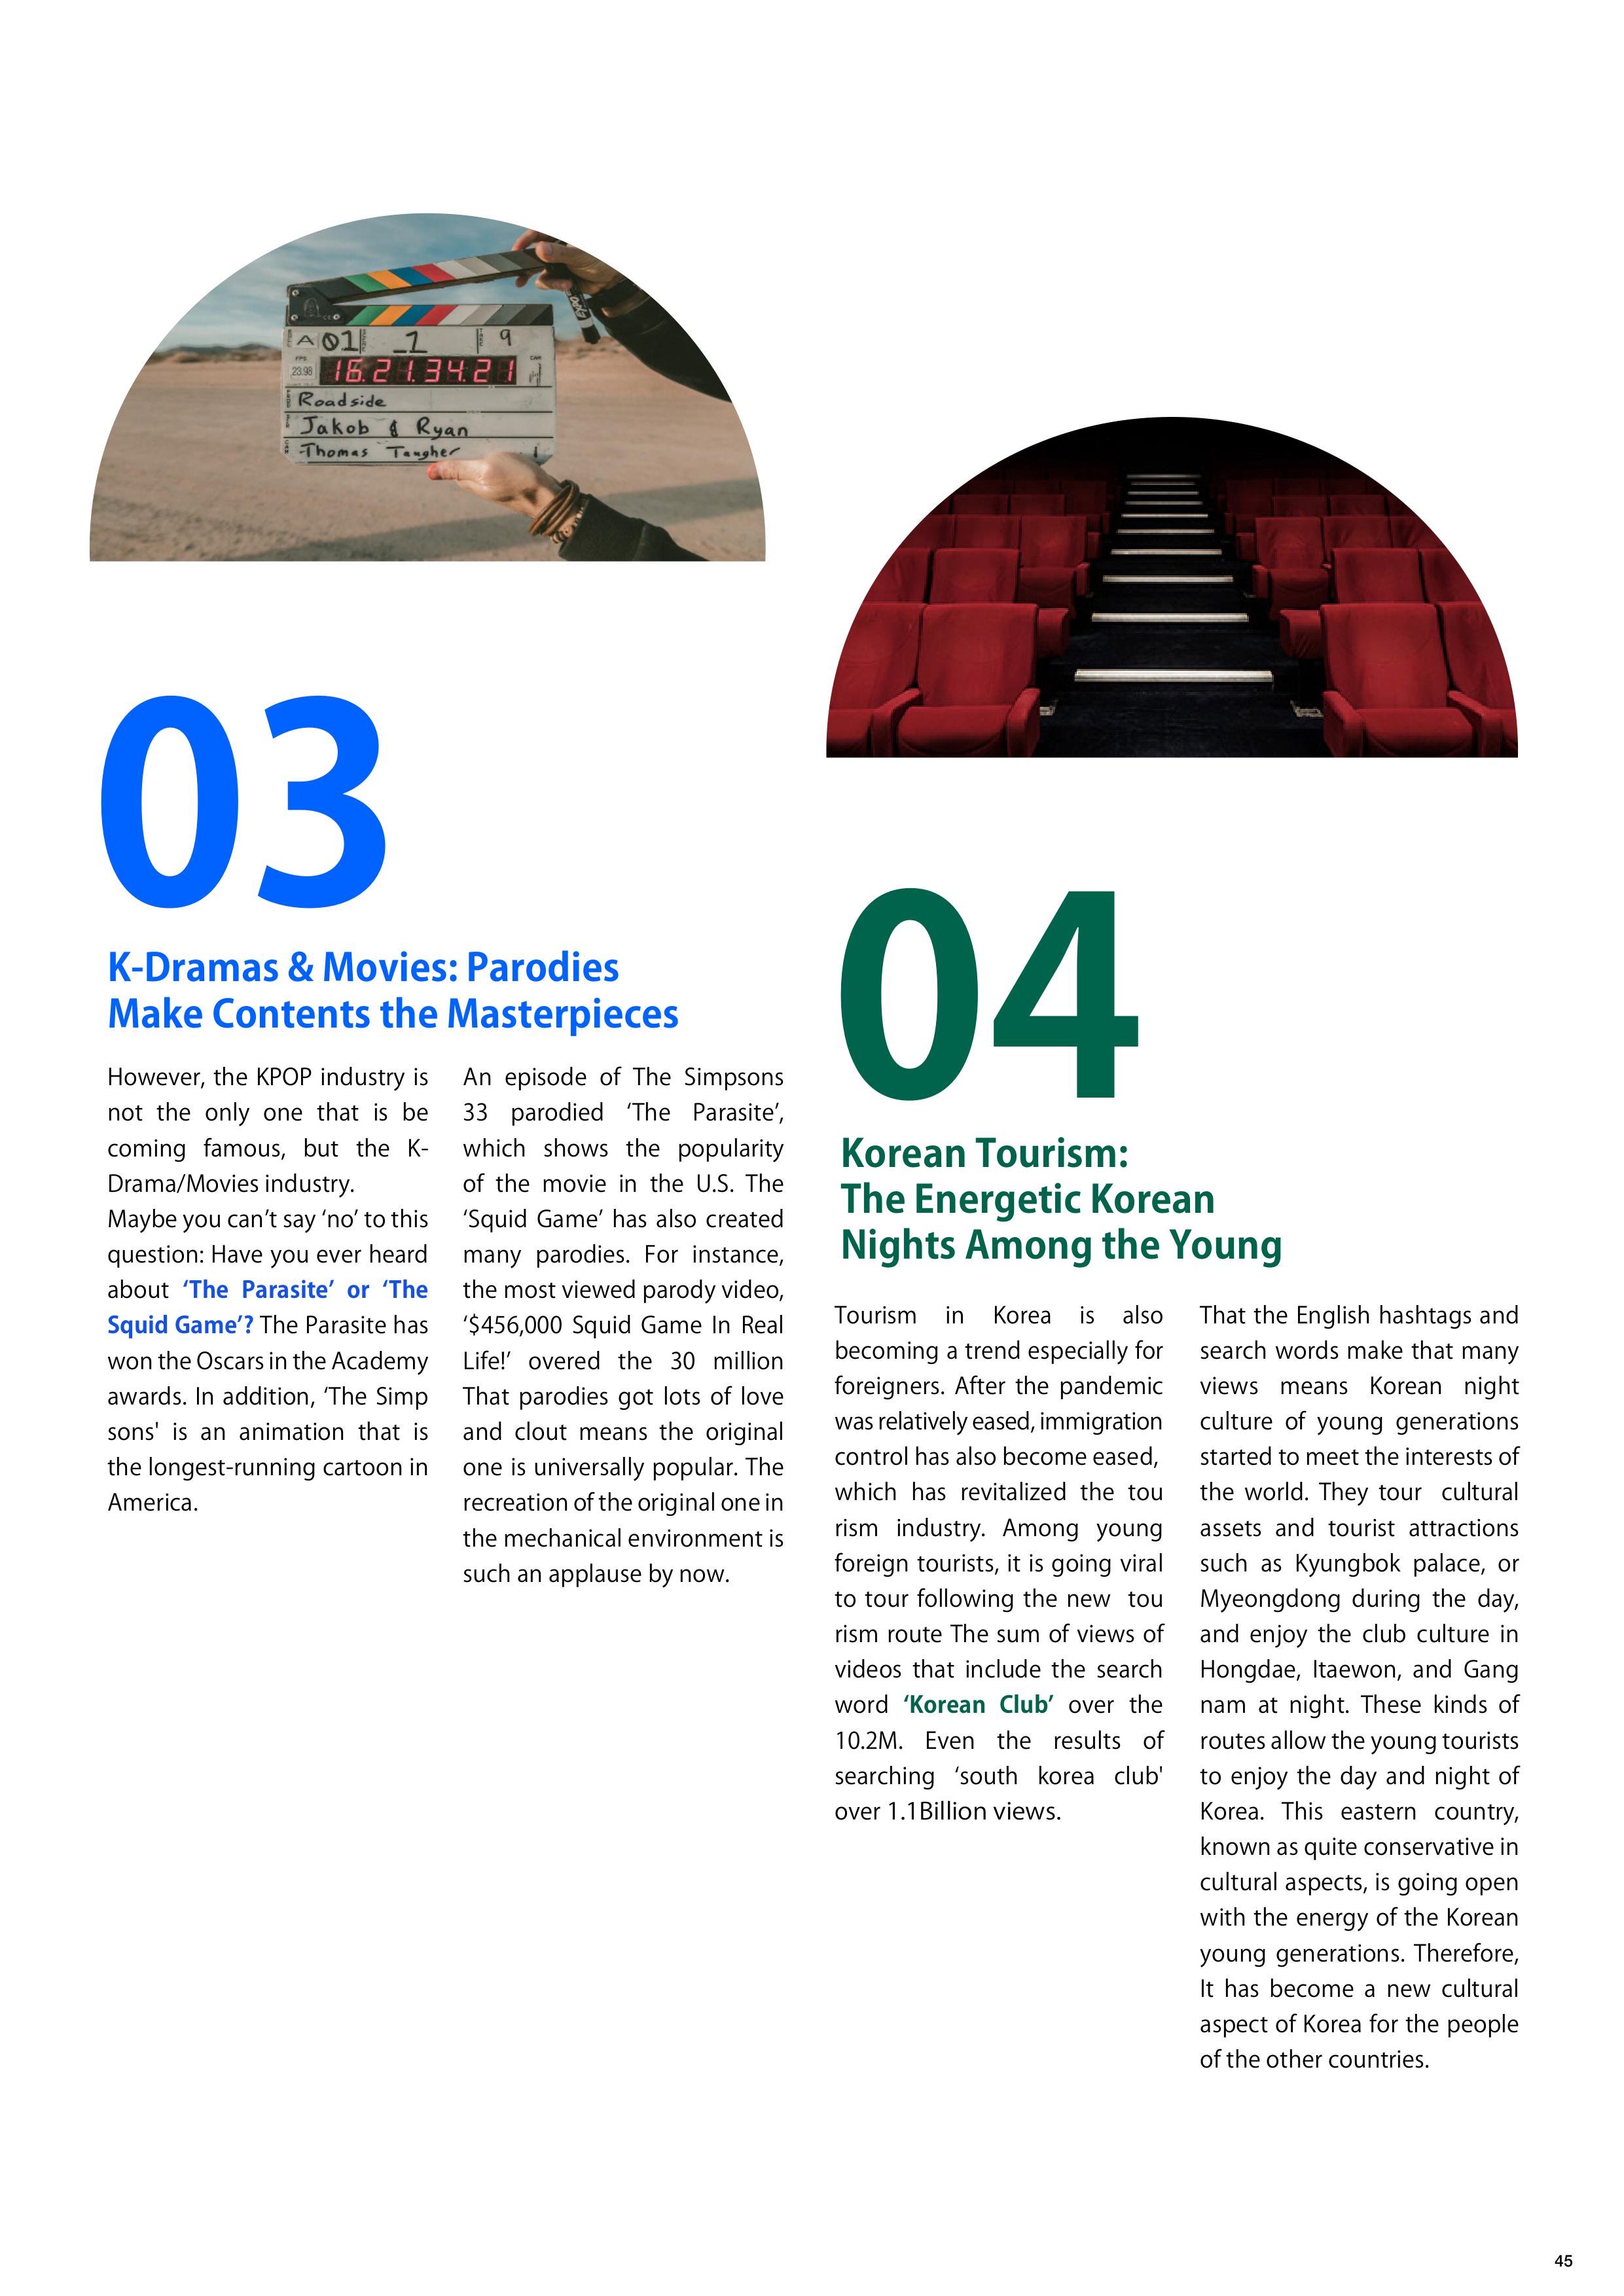 A 01 1 9
FPS
23.98
16.21.34.21
CAM
Roadside
Jakob & Ryan
Thomas Taugher
03
K-Dramas & Movies: Parodies
Make Contents the Masterpieces
However, the KPOP industry is
not the only one that is be
coming famous, but the K-
Drama/Movies industry.
Maybe you can’t say ‘no’ to this
question: Have you ever heard
about ‘The Parasite’ or ‘The
Squid Game’? The Parasite has
won the Oscars in the Academy
awards. In addition, ‘The Simp
sons' is an animation that is
the longest-running cartoon in
America.
An episode of The Simpsons
33 parodied ‘The Parasite’,
which shows the popularity
of the movie in the U.S. The
‘Squid Game’ has also created
many parodies. For instance,
the most viewed parody video,
‘$456,000 Squid Game In Real
Life!’ overed the 30 million
That parodies got lots of love
and clout means the original
one is universally popular. The
recreation of the original one in
the mechanical environment is
such an applause by now.
04
Korean Tourism:
The Energetic Korean
Nights Among the Young
Tourism in Korea is also
becoming a trend especially for
foreigners. After the pandemic
was relatively eased, immigration
control has also become eased,
which has revitalized the tou
rism industry. Among young
foreign tourists, it is going viral
to tour following the new tou
rism route The sum of views of
videos that include the search
word ‘Korean Club’ over the
10.2M. Even the results of
searching ‘south korea club'
over 1.1Billion views.
That the English hashtags and
search words make that many
views means Korean night
culture of young generations
started to meet the interests of
the world. They tour cultural
assets and tourist attractions
such as Kyungbok palace, or
Myeongdong during the day,
and enjoy the club culture in
Hongdae, Itaewon, and Gang
nam at night. These kinds of
routes allow the young tourists
to enjoy the day and night of
Korea. This eastern country,
known as quite conservative in
cultural aspects, is going open
with the energy of the Korean
young generations. Therefore,
It has become a new cultural
aspect of Korea for the people
of the other countries.
45